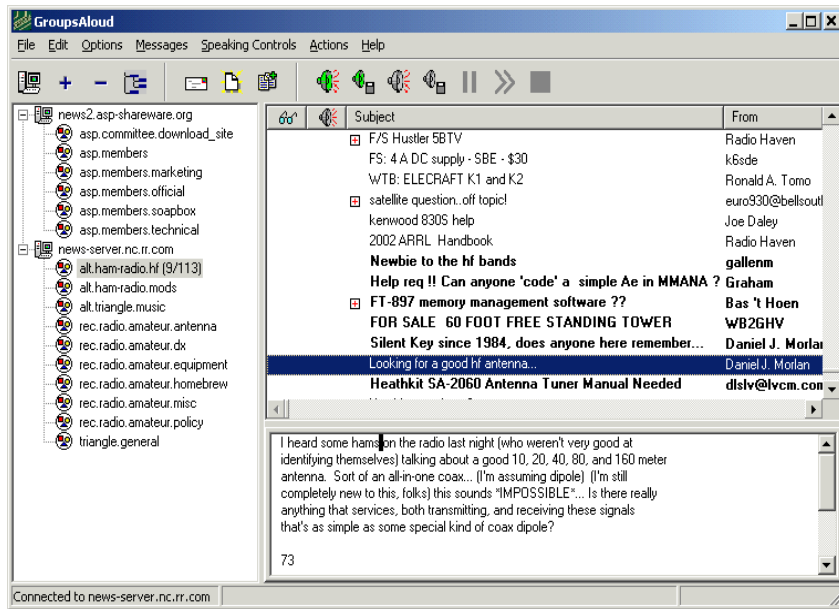 GroupsAloud
File Edit Options Messages Speaking Controls Actions Help
news2.asp-shareware.org
asp.committee.download_site
asp.members
asp.members.marketing
asp.members.official
asp.members.soapbox
asp.members.technical
news-server.nc.rr.com
alt.ham-radio.hf (9/113)
alt.ham-radio.mods
alt.triangle.music
rec.radio.amateur.antenna
rec.radio.amateur.dx
rec.radio.amateur.equipment
rec.radio.amateur.homebrew
rec.radio.amateur.misc
rec.radio.amateur.policy
triangle.general
Subject From
F/S Hustler 5BTV Radio Haven
FS: 4 A DC supply - SBE - $30 k6sde
WTB: ELECRAFT K1 and K2 Ronald A. Tomo
satellite question..off topic! euro930@bellsoutl
kenwood 830S help Joe Daley
2002 ARRL Handbook Radio Haven
Newbie to the hf bands gallenm
Help req !! Can anyone 'code' a simple Ae in MMANA ? Graham
FT-897 memory management software ?? Bas 't Hoen
FOR SALE 60 FOOT FREE STANDING TOWER WB2GHV
Silent Key since 1984, does anyone here remember... Daniel J. Morlan
Looking for a good hf antenna... Daniel J. Morlan
Heathkit SA-2060 Antenna Tuner Manual Needed dlslv@lvcm.com
I heard some hams on the radio last night (who weren't very good at
identifying themselves) talking about a good 10, 20, 40, 80, and 160 meter
antenna. Sort of an all-in-one coax... (I'm assuming dipole) (I'm still
completely new to this, folks) this sounds *IMPOSSIBLE*... Is there really
anything that services, both transmitting, and receiving these signals
that's as simple as some special kind of coax dipole?
73
Connected to news-server.nc.rr.com